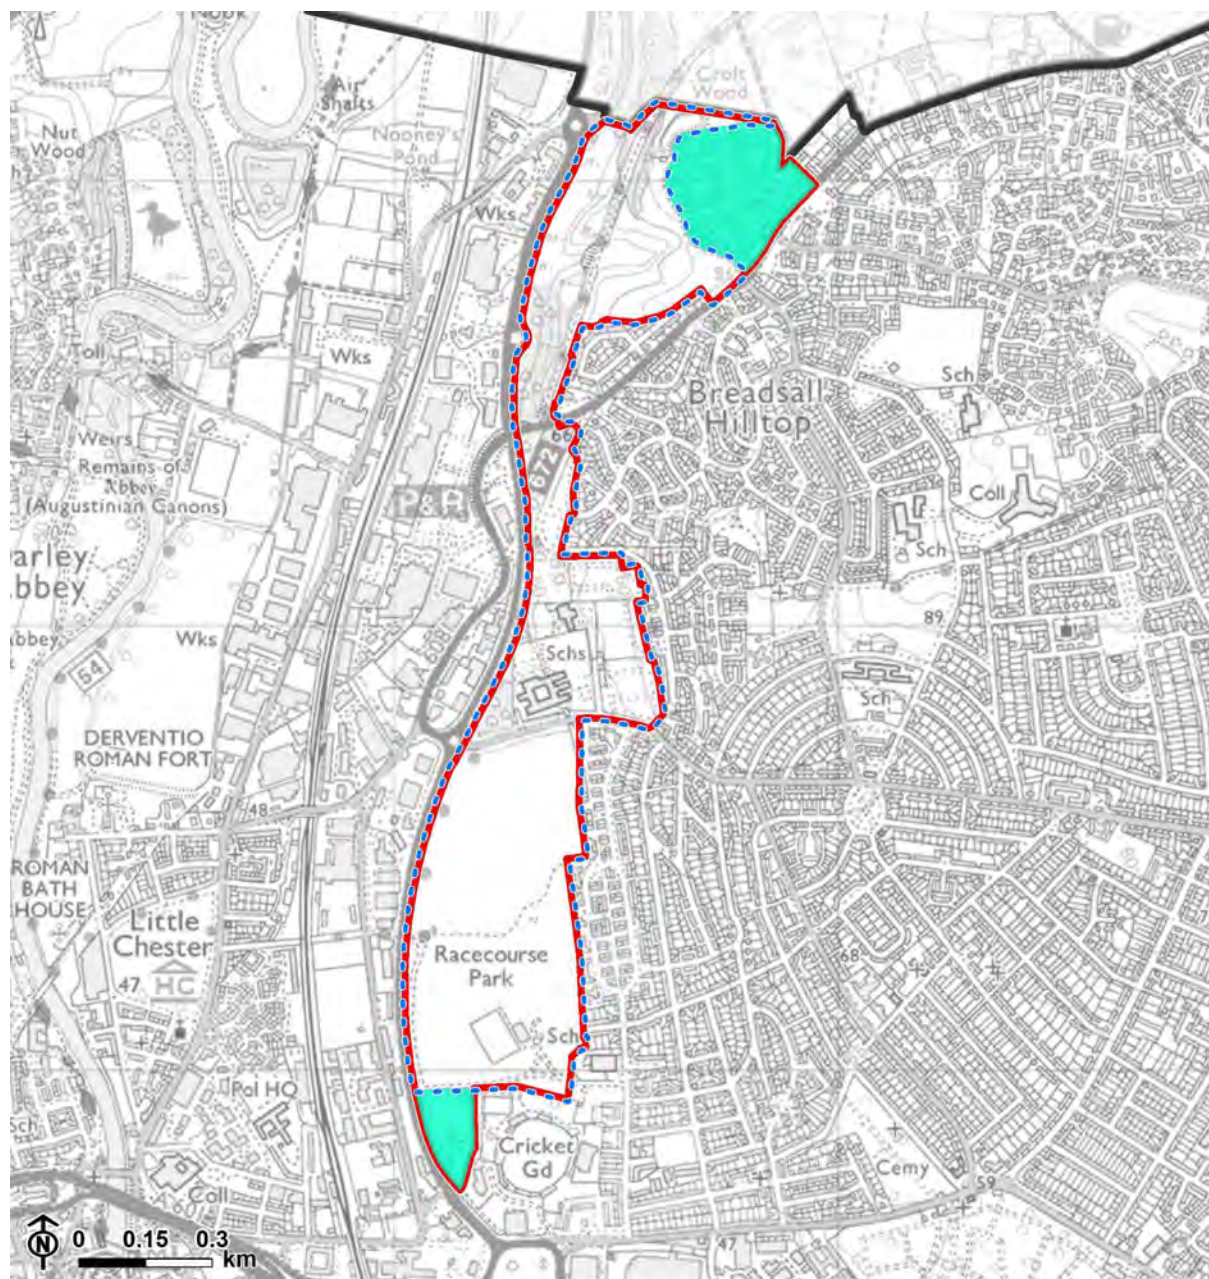 Nook
Air
Shafts
Croft
Wood
Nut
Wood
Nooney
Pond
Wks
Toll
Wks
Sch
Breadsall
Hilltop
Weirs
Remains of
Abbey
(Augustinian Canons)
P&R
Coll
Sch
arley
bbey
Abbey
Wks
54
Schs
89
Sch
DERVENTIO
ROMAN FORT
48
ROMAN
BATH
HOUSE
Little
Chester
47
HC
Racecourse
Park
68
Sch
Pol HQ
Sch
Cricket
Gd
Cemy
59
Coll
47
N
0 0.15 0.3
km